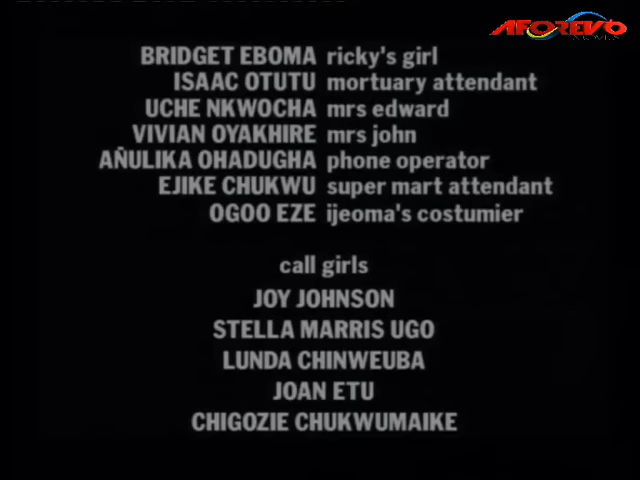 AFOREVO
BRIDGET EBOMA ricky's girl
ISAAC OTUTU mortuary attendant
UCHE NKWOCHA mrs edward
VIVIAN OYAKHIRE mrs john
AÑULIKA OHADUGHA phone operator
EJIKE CHUKWU super mart attendant
OGOO EZE ijeoma's costumier
call girls
JOY JOHNSON
STELLA MARRIS UGO
LUNDA CHINWEUBA
JOAN ETU
CHIGOZIE CHUKWUMAIKE